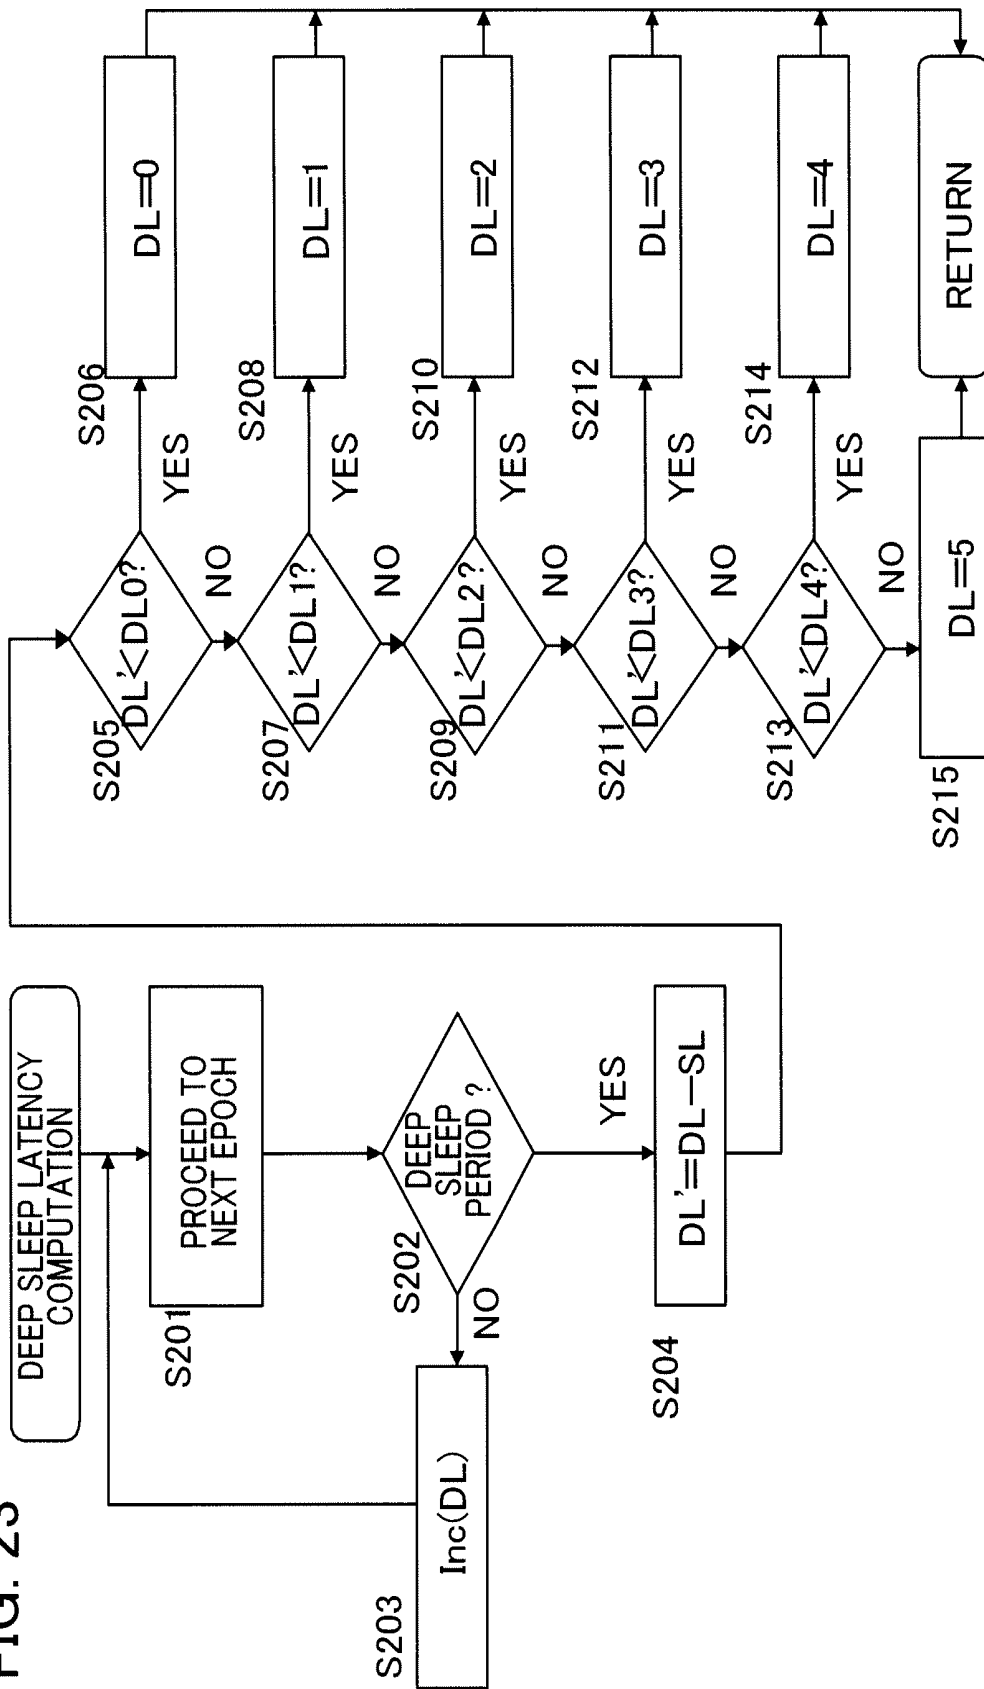 FIG. 23
DEEP SLEEP LATENCY
COMPUTATION
S201
PROCEED TO
NEXT EPOCH
S202
DEEP
SLEEP
PERIOD ?
NO
YES
S203
Inc(DL)
S204
DL'=DL−SL
S205
DL'<DL0?
YES
NO
S206
DL=0
S207
DL'<DL1?
YES
NO
S208
DL=1
S209
DL'<DL2?
YES
NO
S210
DL=2
S211
DL'<DL3?
YES
NO
S212
DL=3
S213
DL'<DL4?
YES
NO
S214
DL=4
S215
DL=5
RETURN